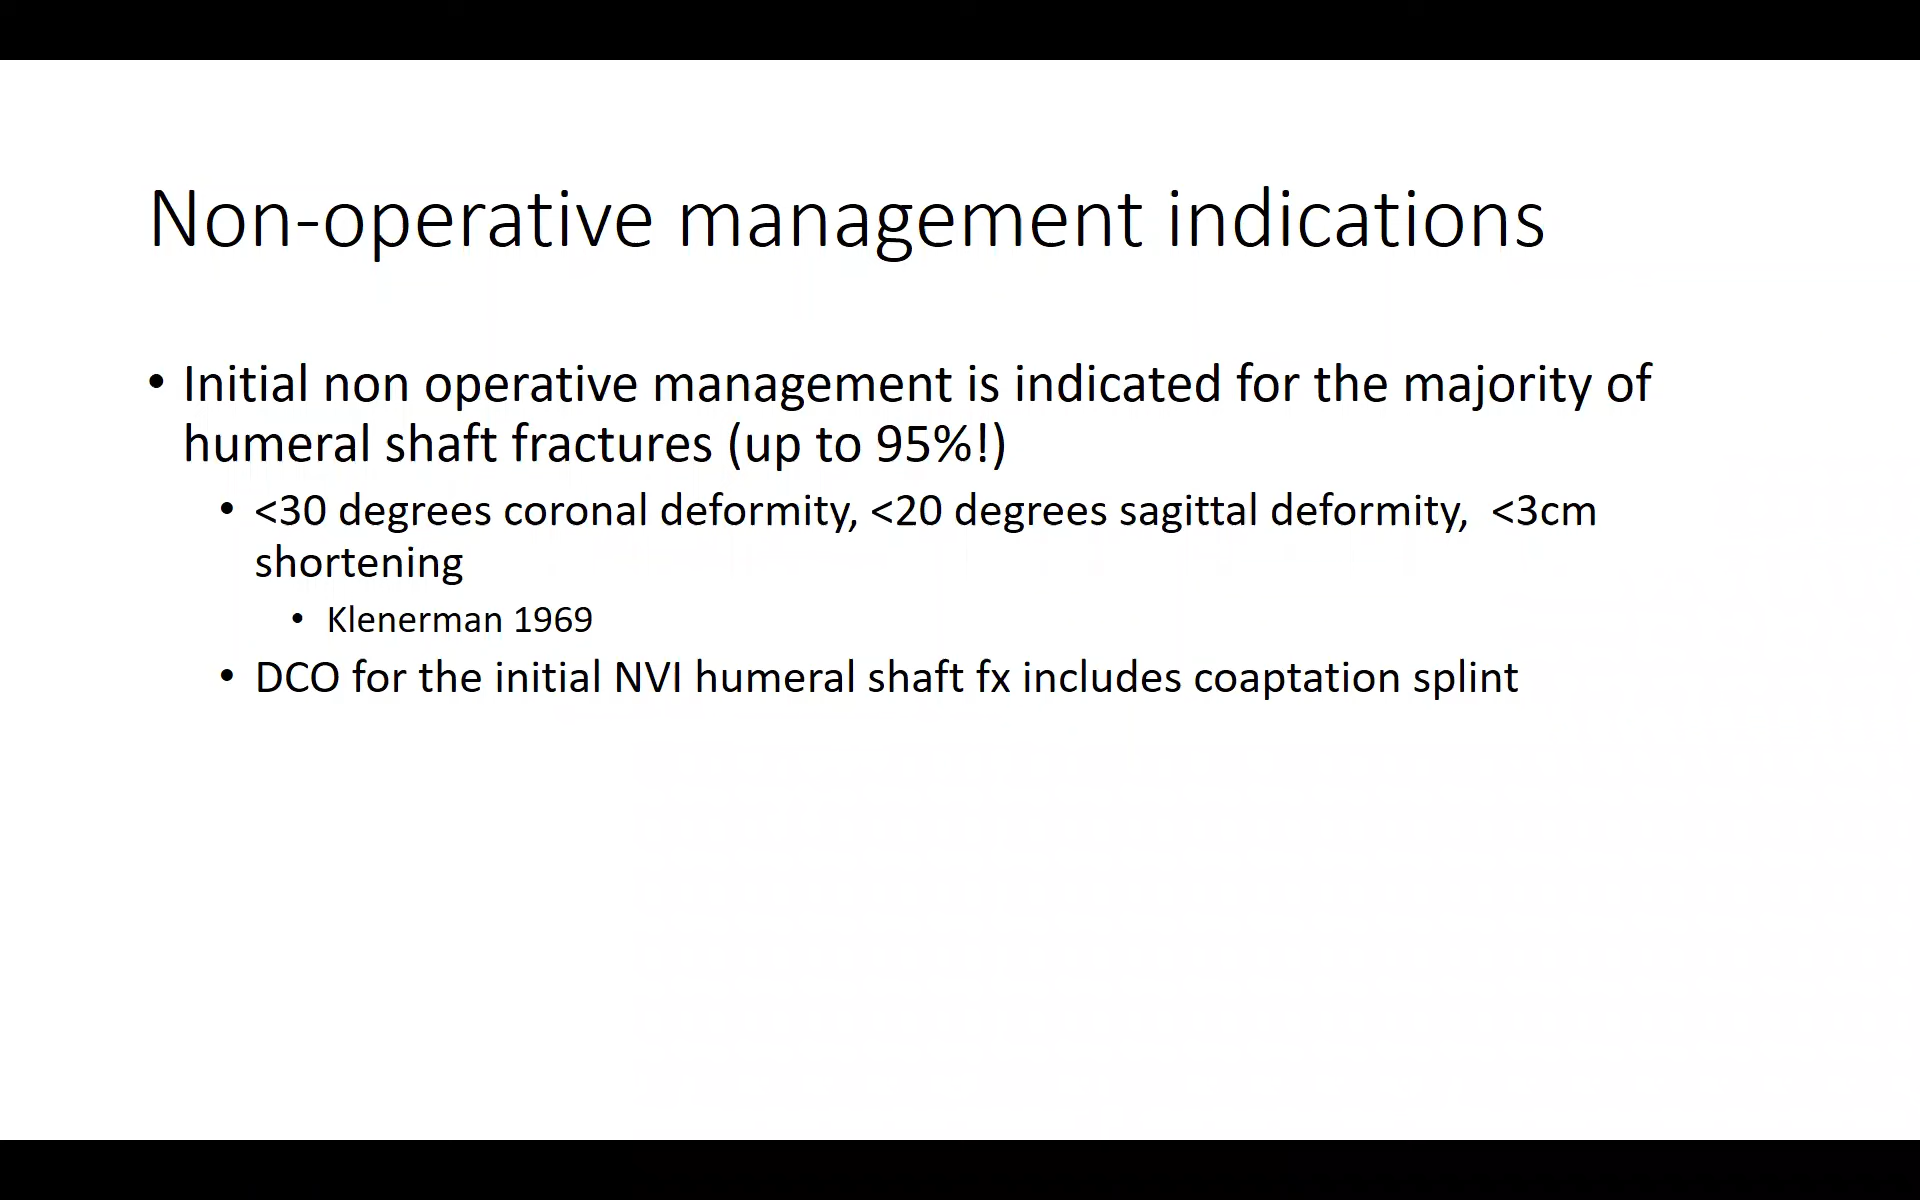 Non-operative management indications
• Initial non operative management is indicated for the majority of
humeral shaft fractures (up to 95%!)
• <30 degrees coronal deformity, <20 degrees sagittal deformity,  <3cm
shortening
• Klenerman 1969
• DCO for the initial NVI humeral shaft fx includes coaptation splint